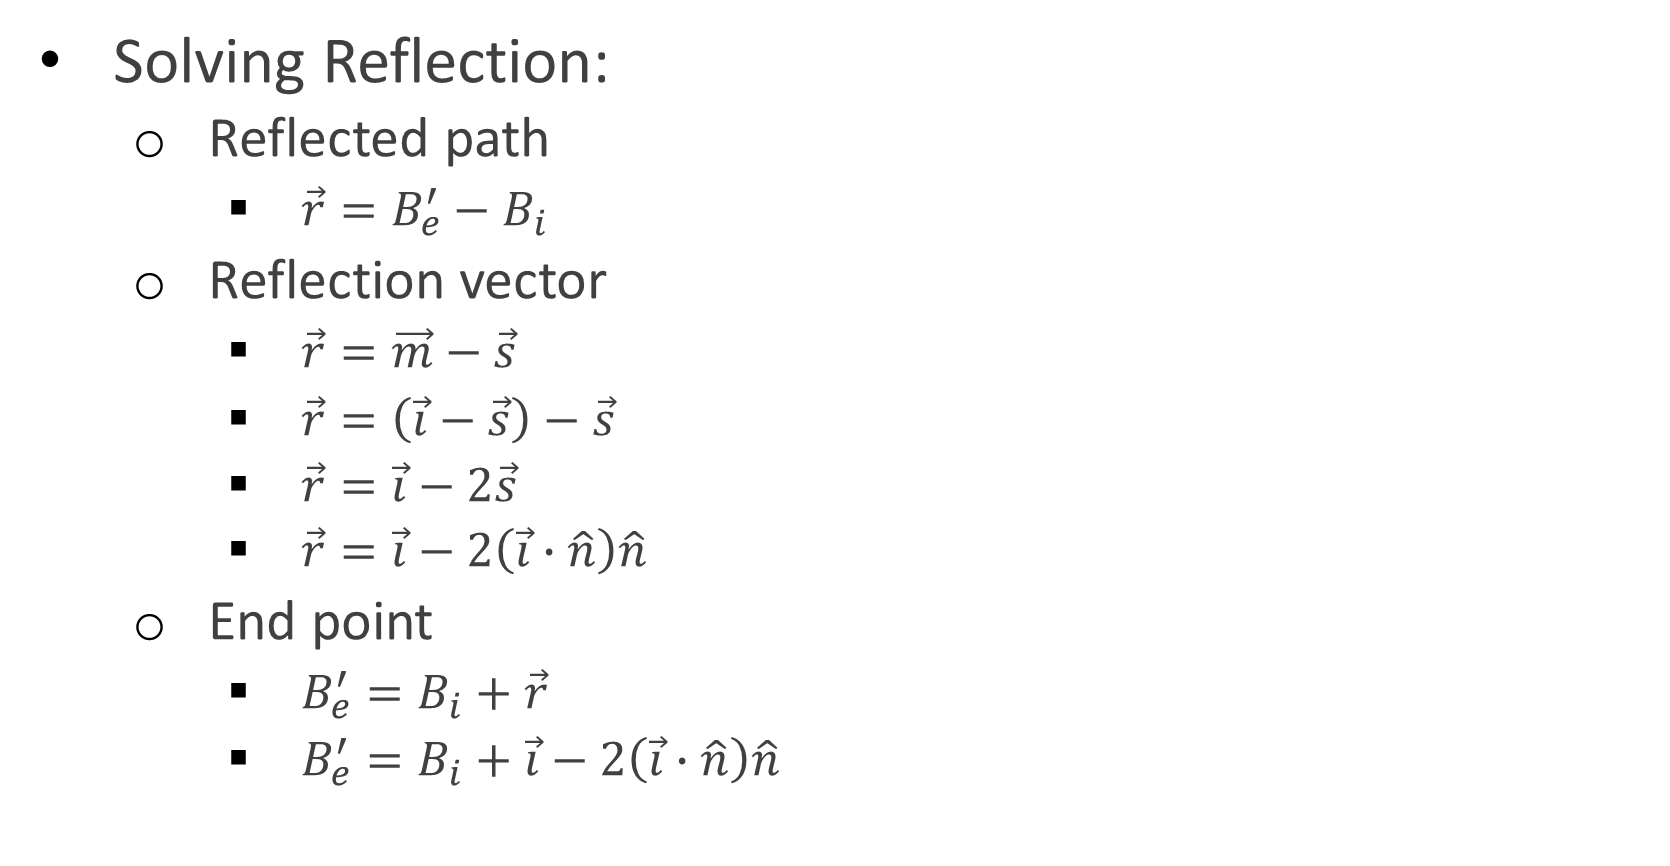 • Solving Reflection:
o Reflected path
▪ r⃗ = B′ₑ − Bᵢ
o Reflection vector
▪ r⃗ = m⃗ − s⃗
▪ r⃗ = (ı⃗ − s⃗) − s⃗
▪ r⃗ = ı⃗ − 2s⃗
▪ r⃗ = ı⃗ − 2(ı⃗ · n̂)n̂
o End point
▪ B′ₑ = Bᵢ + r⃗
▪ B′ₑ = Bᵢ + ı⃗ − 2(ı⃗ · n̂)n̂